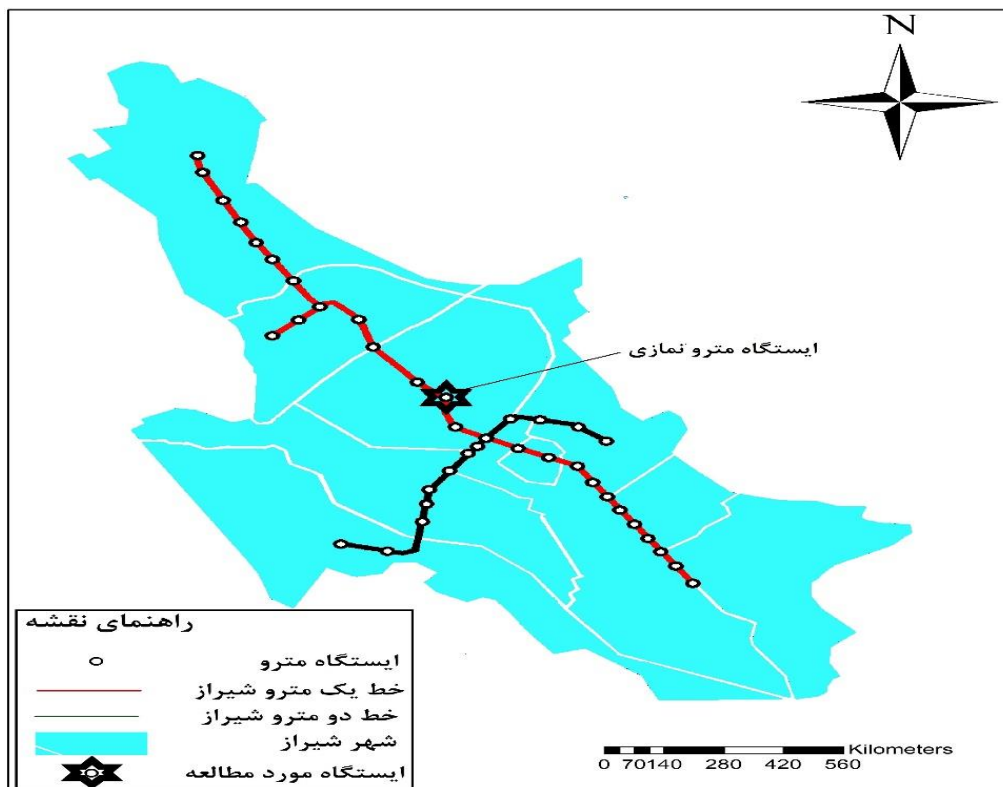 N
ایستگاه مترو نمازی
راهنمای نقشه
ایستگاه مترو
خط یک مترو شیراز
خط دو مترو شیراز
شهر شیراز
ایستگاه مورد مطالعه
Kilometers
0 70140 280 420 560